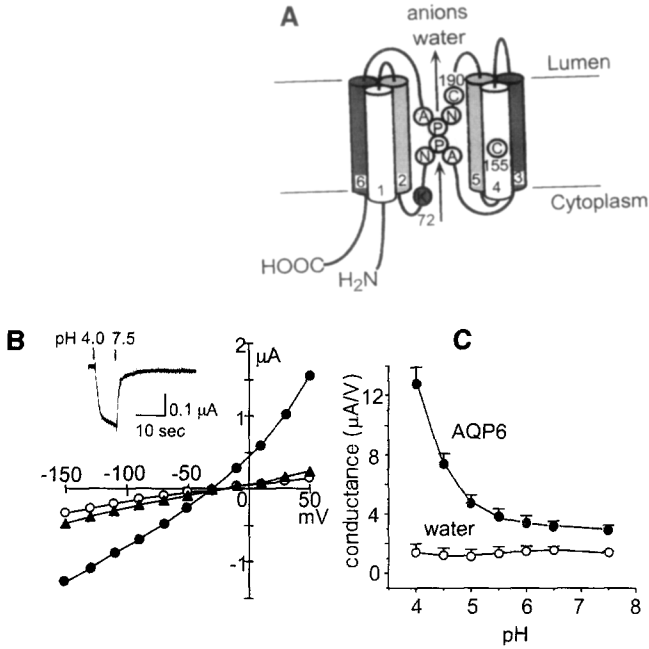 A
anions
water
Lumen
190
C
A
N
P
P
N
A
C
155
6
1
2
5
4
3
K
72
Cytoplasm
HOOC
H2N
B
pH 4.0 7.5
0.1 μA
10 sec
2
μA
1
-150 -100 -50
0
50
mV
-1
C
conductance (μA/V)
12
8
4
0
AQP6
water
4 5 6 7 8
pH